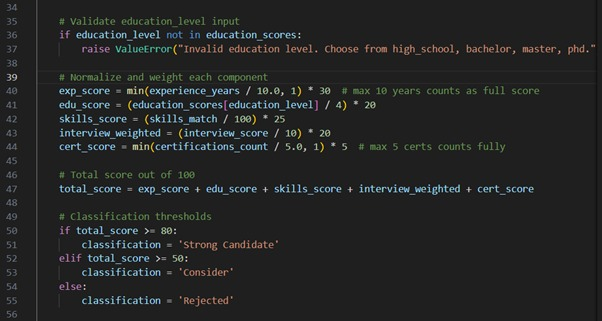 34
35 # Validate education_level input
36 if education_level not in education_scores:
37 raise ValueError("Invalid education level. Choose from high_school, bachelor, master, phd."
38
39 # Normalize and weight each component
40 exp_score = min(experience_years / 10.0, 1) * 30 # max 10 years counts as full score
41 edu_score = (education_scores[education_level] / 4) * 20
42 skills_score = (skills_match / 100) * 25
43 interview_weighted = (interview_score / 10) * 20
44 cert_score = min(certifications_count / 5.0, 1) * 5 # max 5 certs counts fully
45
46 # Total score out of 100
47 total_score = exp_score + edu_score + skills_score + interview_weighted + cert_score
48
49 # Classification thresholds
50 if total_score >= 80:
51 classification = 'Strong Candidate'
52 elif total_score >= 50:
53 classification = 'Consider'
54 else:
55 classification = 'Rejected'
56